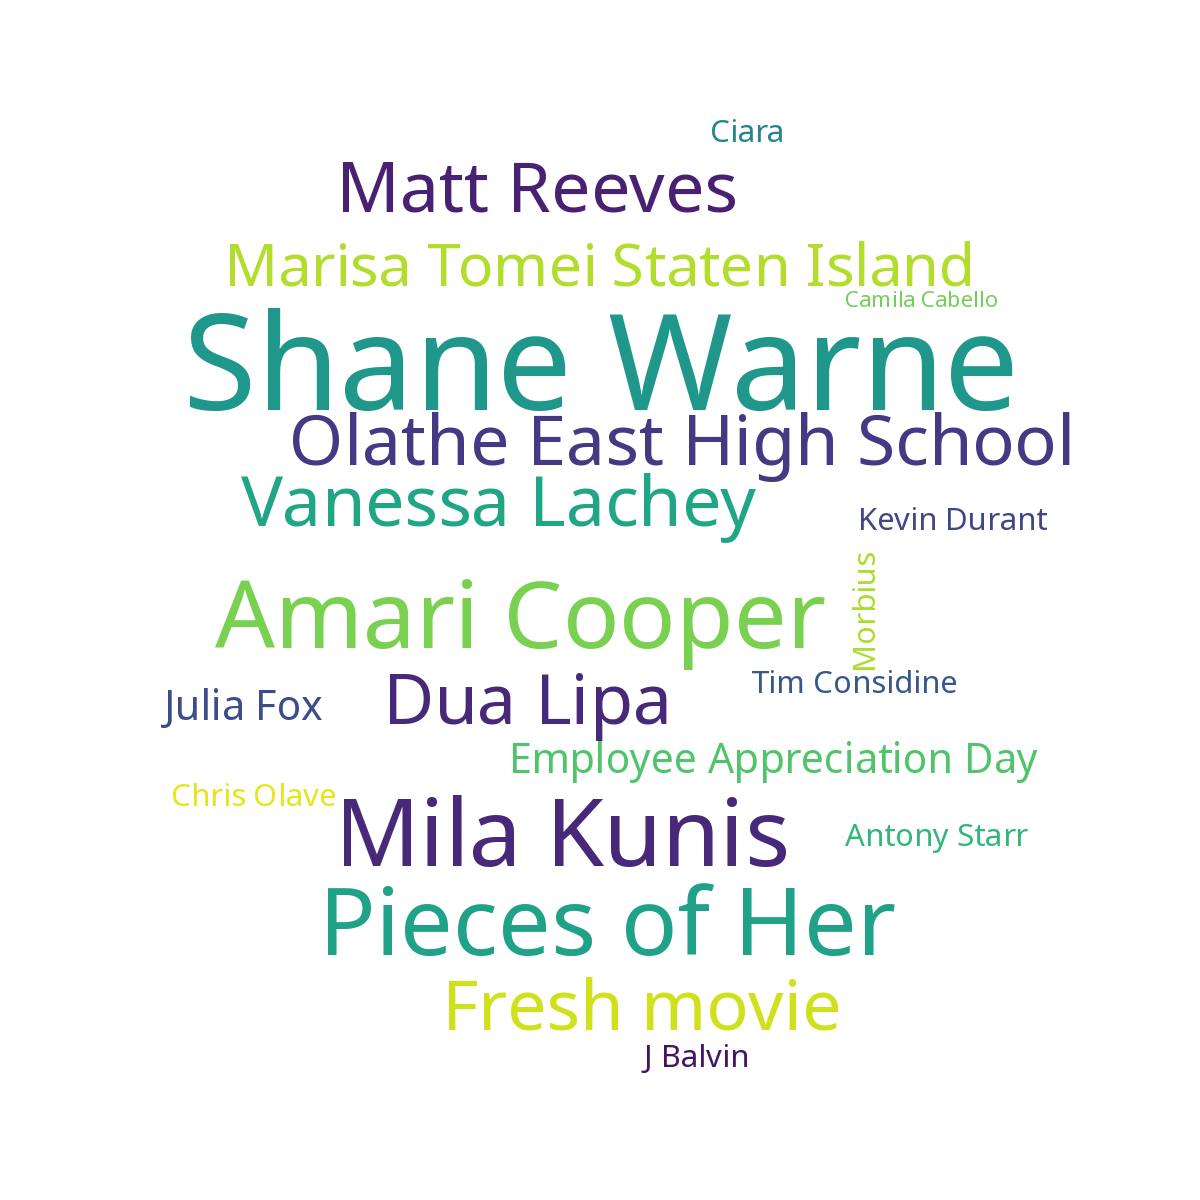 Ciara
Matt Reeves
Marisa Tomei Staten Island
Camila Cabello
Shane Warne
Olathe East High School
Vanessa Lachey
Kevin Durant
Morbius
Amari Cooper
Tim Considine
Julia Fox
Dua Lipa
Employee Appreciation Day
Chris Olave
Mila Kunis
Antony Starr
Pieces of Her
Fresh movie
J Balvin